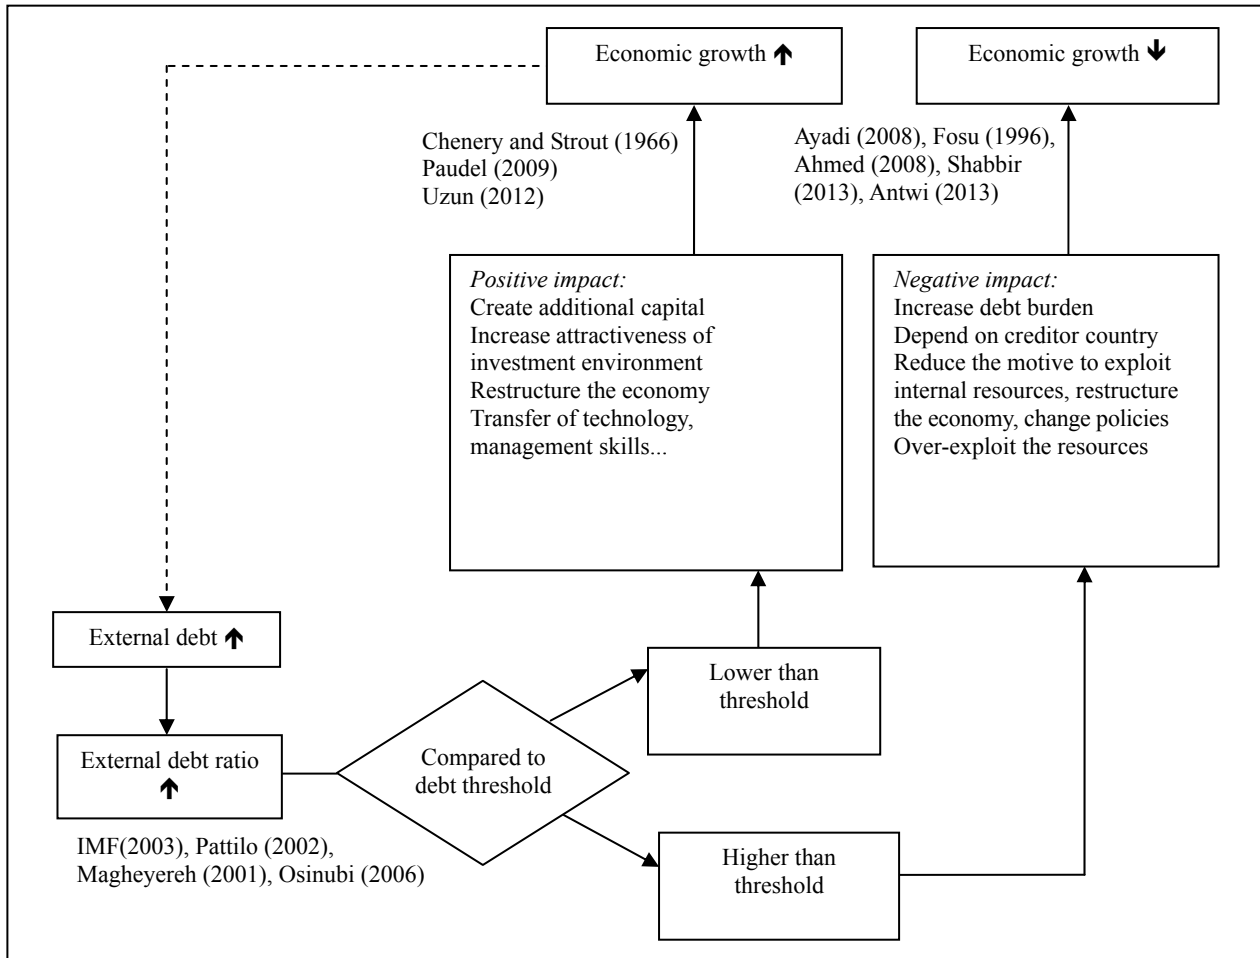 Economic growth ↑
Economic growth ↓
Chenery and Strout (1966)
Paudel (2009)
Uzun (2012)
Ayadi (2008), Fosu (1996),
Ahmed (2008), Shabbir
(2013), Antwi (2013)
Positive impact:
Create additional capital
Increase attractiveness of
investment environment
Restructure the economy
Transfer of technology,
management skills...
Negative impact:
Increase debt burden
Depend on creditor country
Reduce the motive to exploit
internal resources, restructure
the economy, change policies
Over-exploit the resources
External debt ↑
Lower than
threshold
External debt ratio
↑
Compared to
debt threshold
IMF(2003), Pattilo (2002),
Magheyereh (2001), Osinubi (2006)
Higher than
threshold